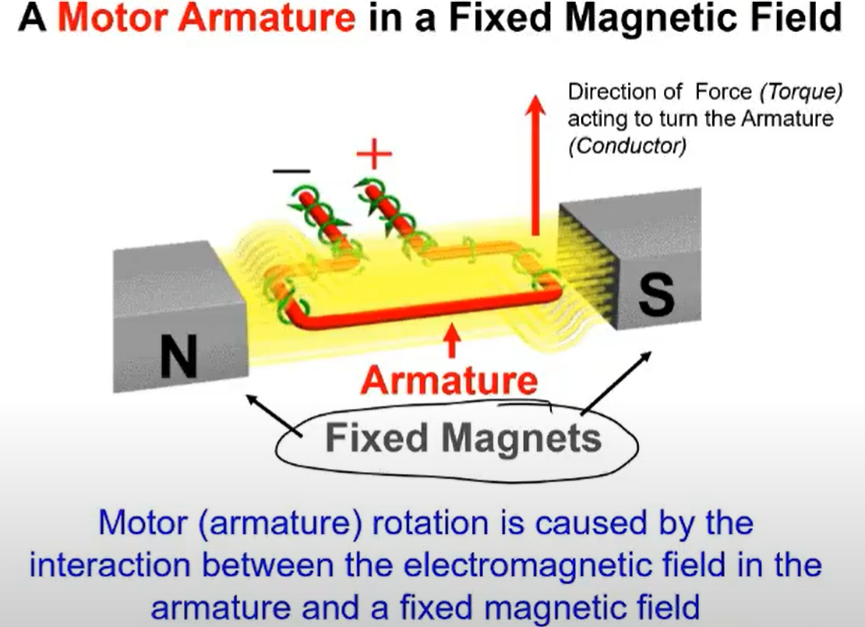 A Motor Armature in a Fixed Magnetic Field
Direction of Force (Torque)
acting to turn the Armature
(Conductor)
– +
N
S
Armature
Fixed Magnets
Motor (armature) rotation is caused by the
interaction between the electromagnetic field in the
armature and a fixed magnetic field